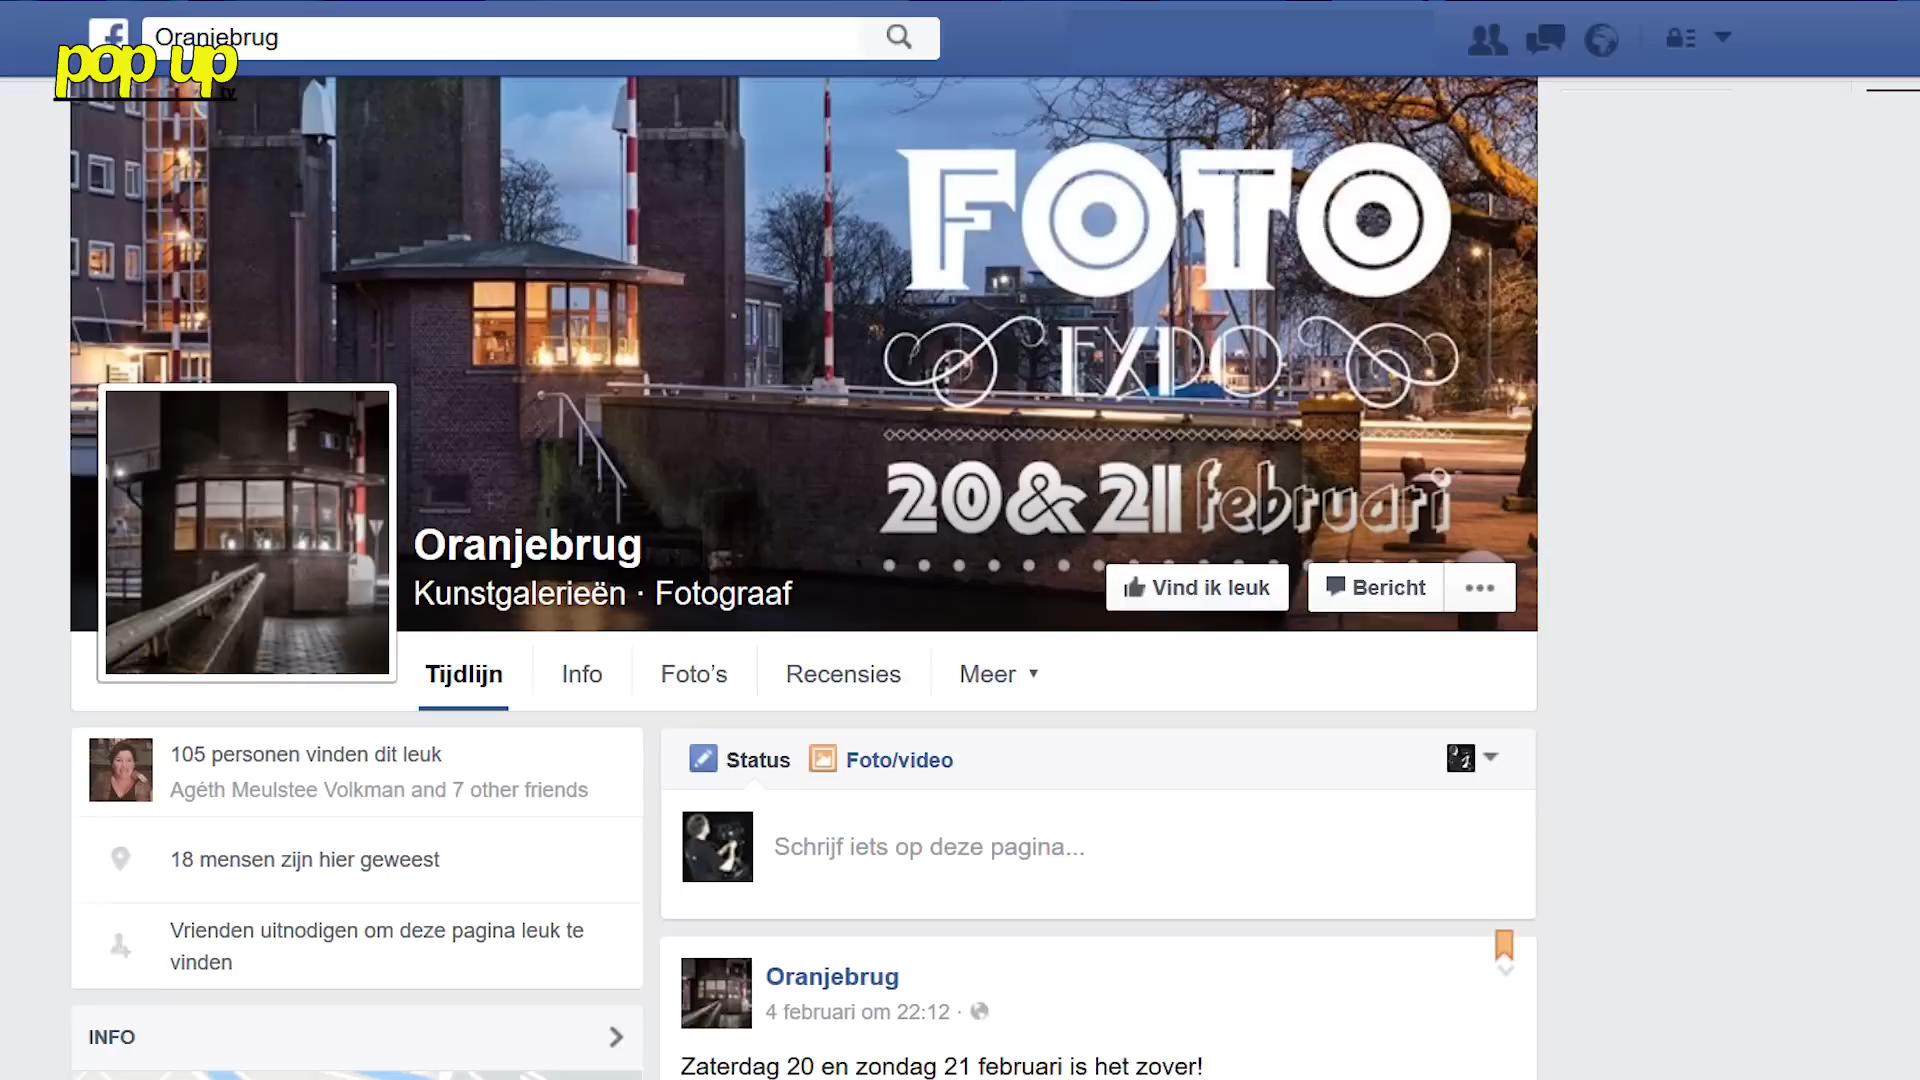 Oranjebrug
pop up
tv
FOTO
EXPO
20 & 21 februari
Oranjebrug
Kunstgalerieën · Fotograaf
Vind ik leuk
Bericht
Tijdlijn
Info
Foto's
Recensies
Meer
105 personen vinden dit leuk
Agéth Meulstee Volkman and 7 other friends
18 mensen zijn hier geweest
Vrienden uitnodigen om deze pagina leuk te
vinden
INFO
Status
Foto/video
Schrijf iets op deze pagina...
Oranjebrug
4 februari om 22:12 ·
Zaterdag 20 en zondag 21 februari is het zover!